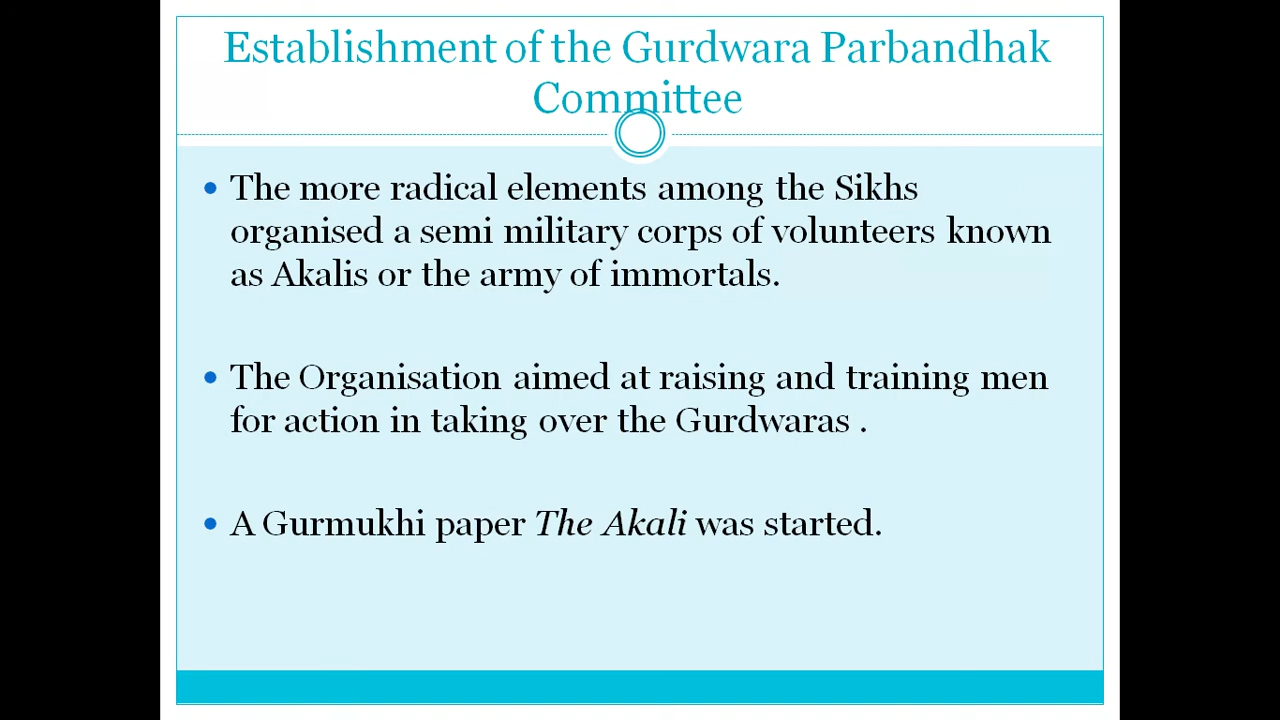 Establishment of the Gurdwara Parbandhak
Committee
• The more radical elements among the Sikhs
organised a semi military corps of volunteers known
as Akalis or the army of immortals.
• The Organisation aimed at raising and training men
for action in taking over the Gurdwaras .
• A Gurmukhi paper The Akali was started.